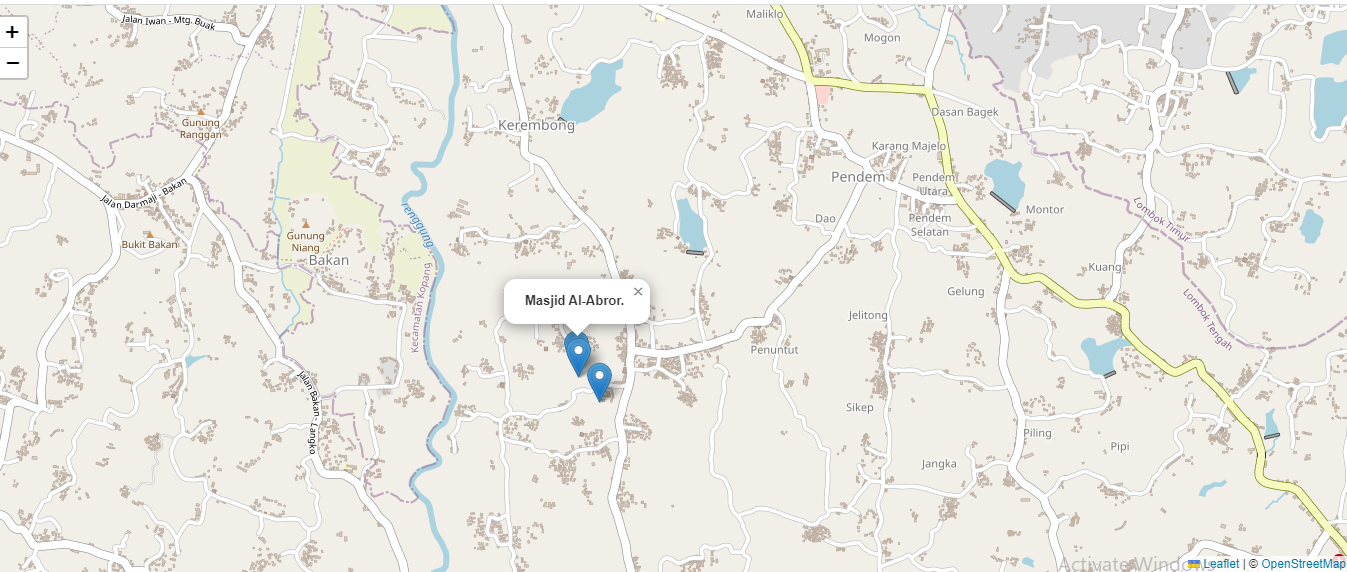 Jalan Iwan - Mtg. Buak
Maliklo
+
Mogon
−
Gunung
Ranggan
Kerembong
Dasan Bagek
Karang Majelo
Jalan Darmaji - Bakan
Pendem
Pendem
Utara
Renggung
Lombok Timur
Montor
Dao
Pendem
Selatan
Bukit Bakan
Gunung
Niang
Bakan
Kecamatan Kopang
Kuang
Gelung
Lombok Tengah
Masjid Al-Abror.
×
Jelitong
Penuntut
Jalan Bakan - Langko
Sikep
Piling
Pipi
Jangka
Activate Windows
Leaflet | © OpenStreetMap